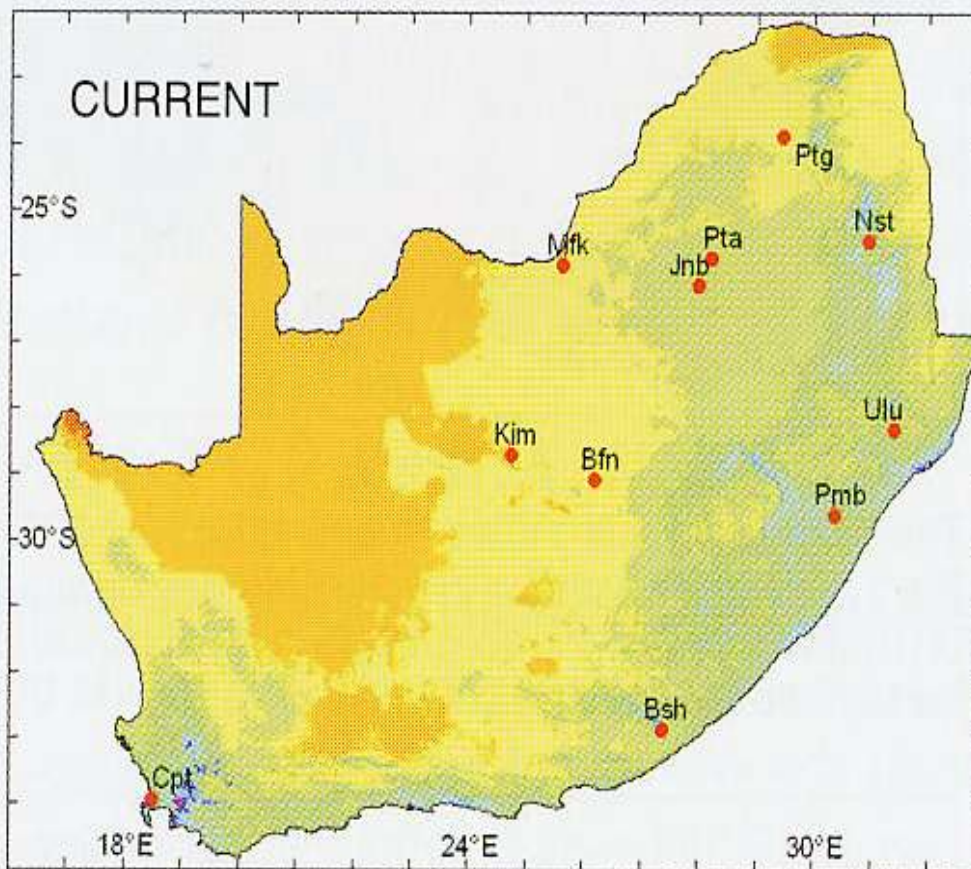 CURRENT
Ptg
25°S
Nst
Mfk
Pta
Jnb
Ulu
Kim
Bfn
Pmb
30°S
Bsh
Cpt
18°E
24°E
30°E